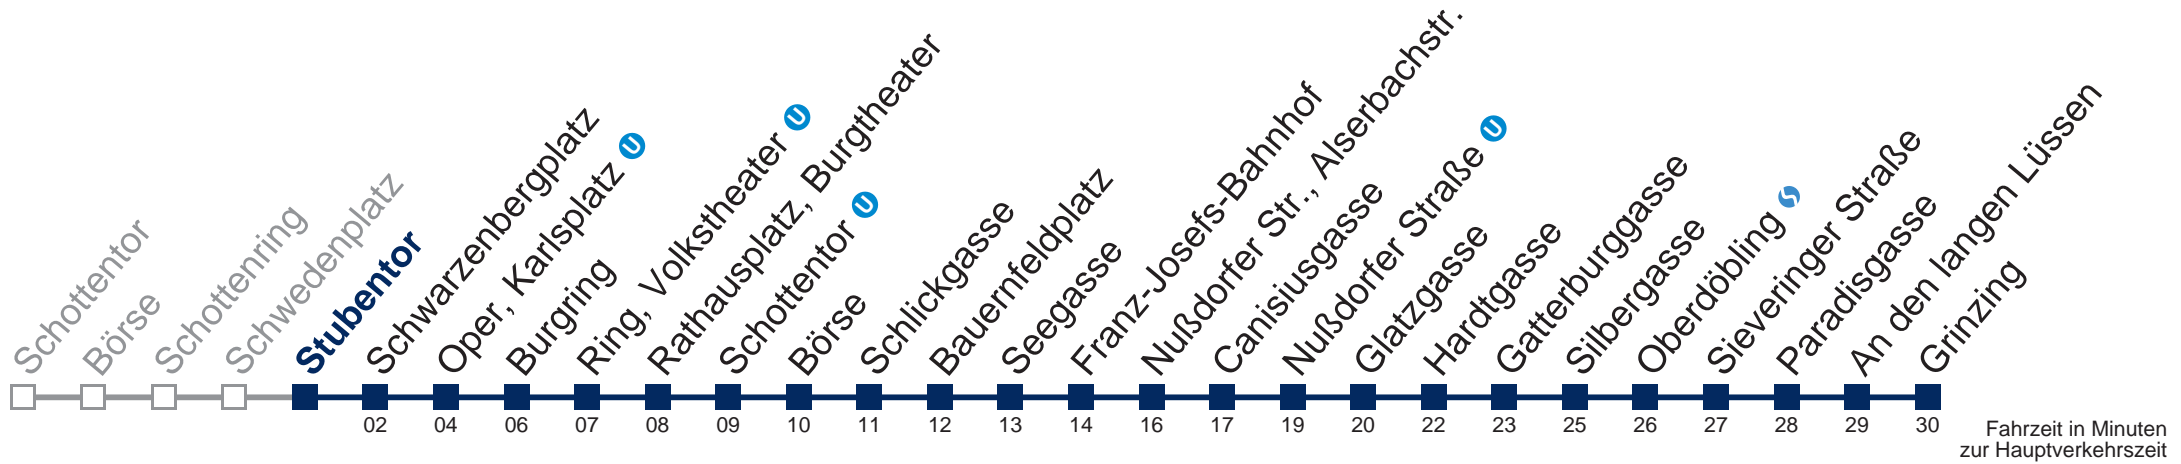 Schottentor
Börse
Schottenring
Schwedenplatz
Stubentor
Schwarzenbergplatz
Oper, Karlsplatz U
Burgring
Ring, Volkstheater U
Rathausplatz, Burgtheater
Schottentor U
Börse
Schlickgasse
Bauernfeldplatz
Seegasse
Franz-Josefs-Bahnhof
Nußdorfer Str., Alserbachstr.
Canisiusgasse
Nußdorfer Straße U
Glatzgasse
Hardtgasse
Gatterburggasse
Silbergasse
Oberdöbling S
Sieveringer Straße
Paradisgasse
An den langen Lüssen
Grinzing
02 04 06 07 08 09 10 11 12 13 14 16 17 19 20 22 23 25 26 27 28 29 30
Fahrzeit in Minuten
zur Hauptverkehrszeit